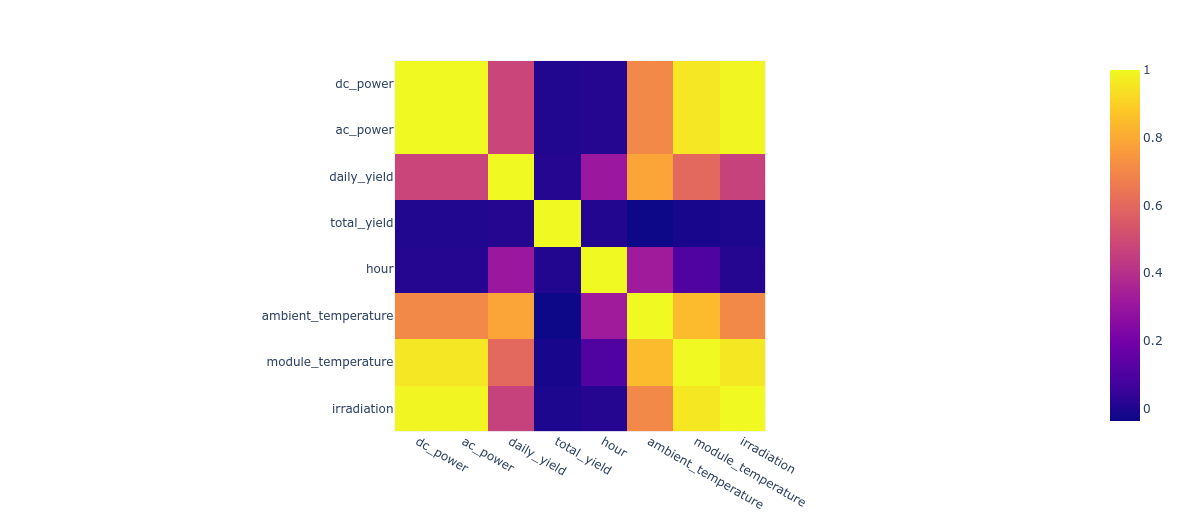 dc_power
ac_power
daily_yield
total_yield
hour
ambient_temperature
module_temperature
irradiation
dc_power
ac_power
daily_yield
total_yield
hour
ambient_temperature
module_temperature
irradiation
1
0.8
0.6
0.4
0.2
0